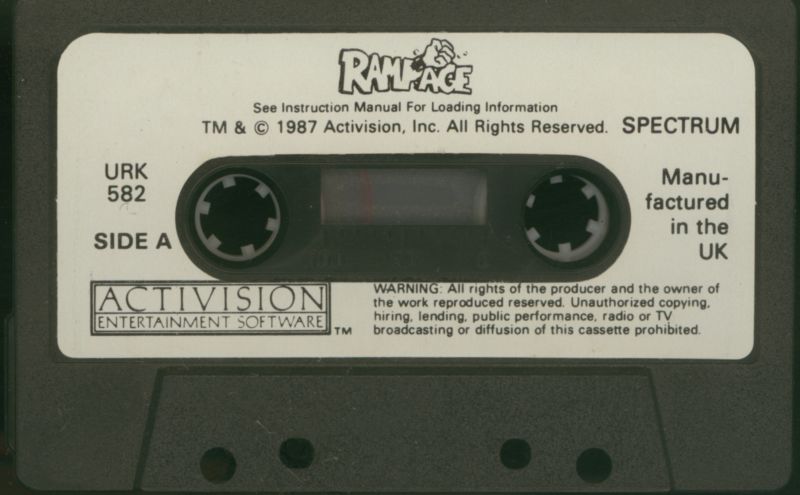 RAMPAGE
See Instruction Manual For Loading Information
TM & © 1987 Activision, Inc. All Rights Reserved. SPECTRUM
URK
582
SIDE A
Manu-
factured
in the
UK
ACTIVISION
ENTERTAINMENT SOFTWARE TM
WARNING: All rights of the producer and the owner of
the work reproduced reserved. Unauthorized copying,
hiring, lending, public performance, radio or TV
broadcasting or diffusion of this cassette prohibited.